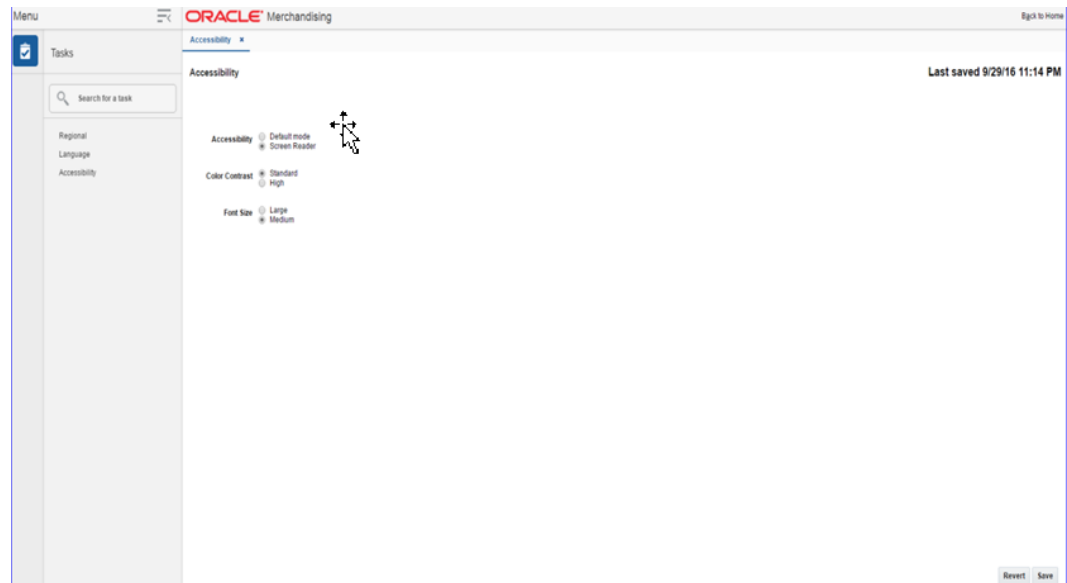 Menu
ORACLE® Merchandising
Back to Home
Tasks
Search for a task
Regional
Language
Accessibility
Accessibility ×
Accessibility
Last saved 9/29/16 11:14 PM
Accessibility Default mode
Screen Reader
Color Contrast Standard
High
Font Size Large
Medium
Revert Save